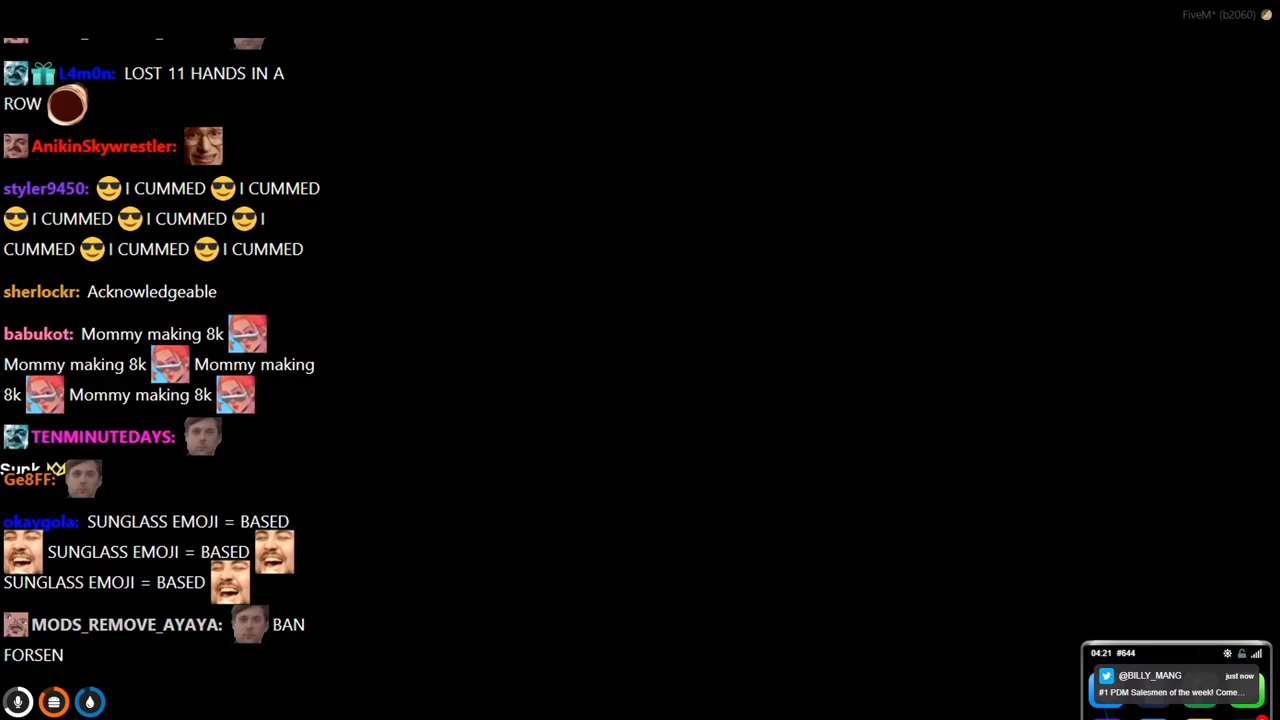 FiveM* (b2060)
L4m0n: LOST 11 HANDS IN A
ROW
AnikinSkywrestler:
styler9450: 😎 I CUMMED 😎 I CUMMED
😎 I CUMMED 😎 I CUMMED 😎 I
CUMMED 😎 I CUMMED 😎 I CUMMED
sherlockr: Acknowledgeable
babukot: Mommy making 8k
Mommy making 8k Mommy making
8k Mommy making 8k
TENMINUTEDAYS:
Ge8FF:
okaygola: SUNGLASS EMOJI = BASED
SUNGLASS EMOJI = BASED
SUNGLASS EMOJI = BASED
MODS_REMOVE_AYAYA: BAN
FORSEN
04:21 #644
@BILLY_MANG just now
#1 PDM Salesmen of the week! Come...